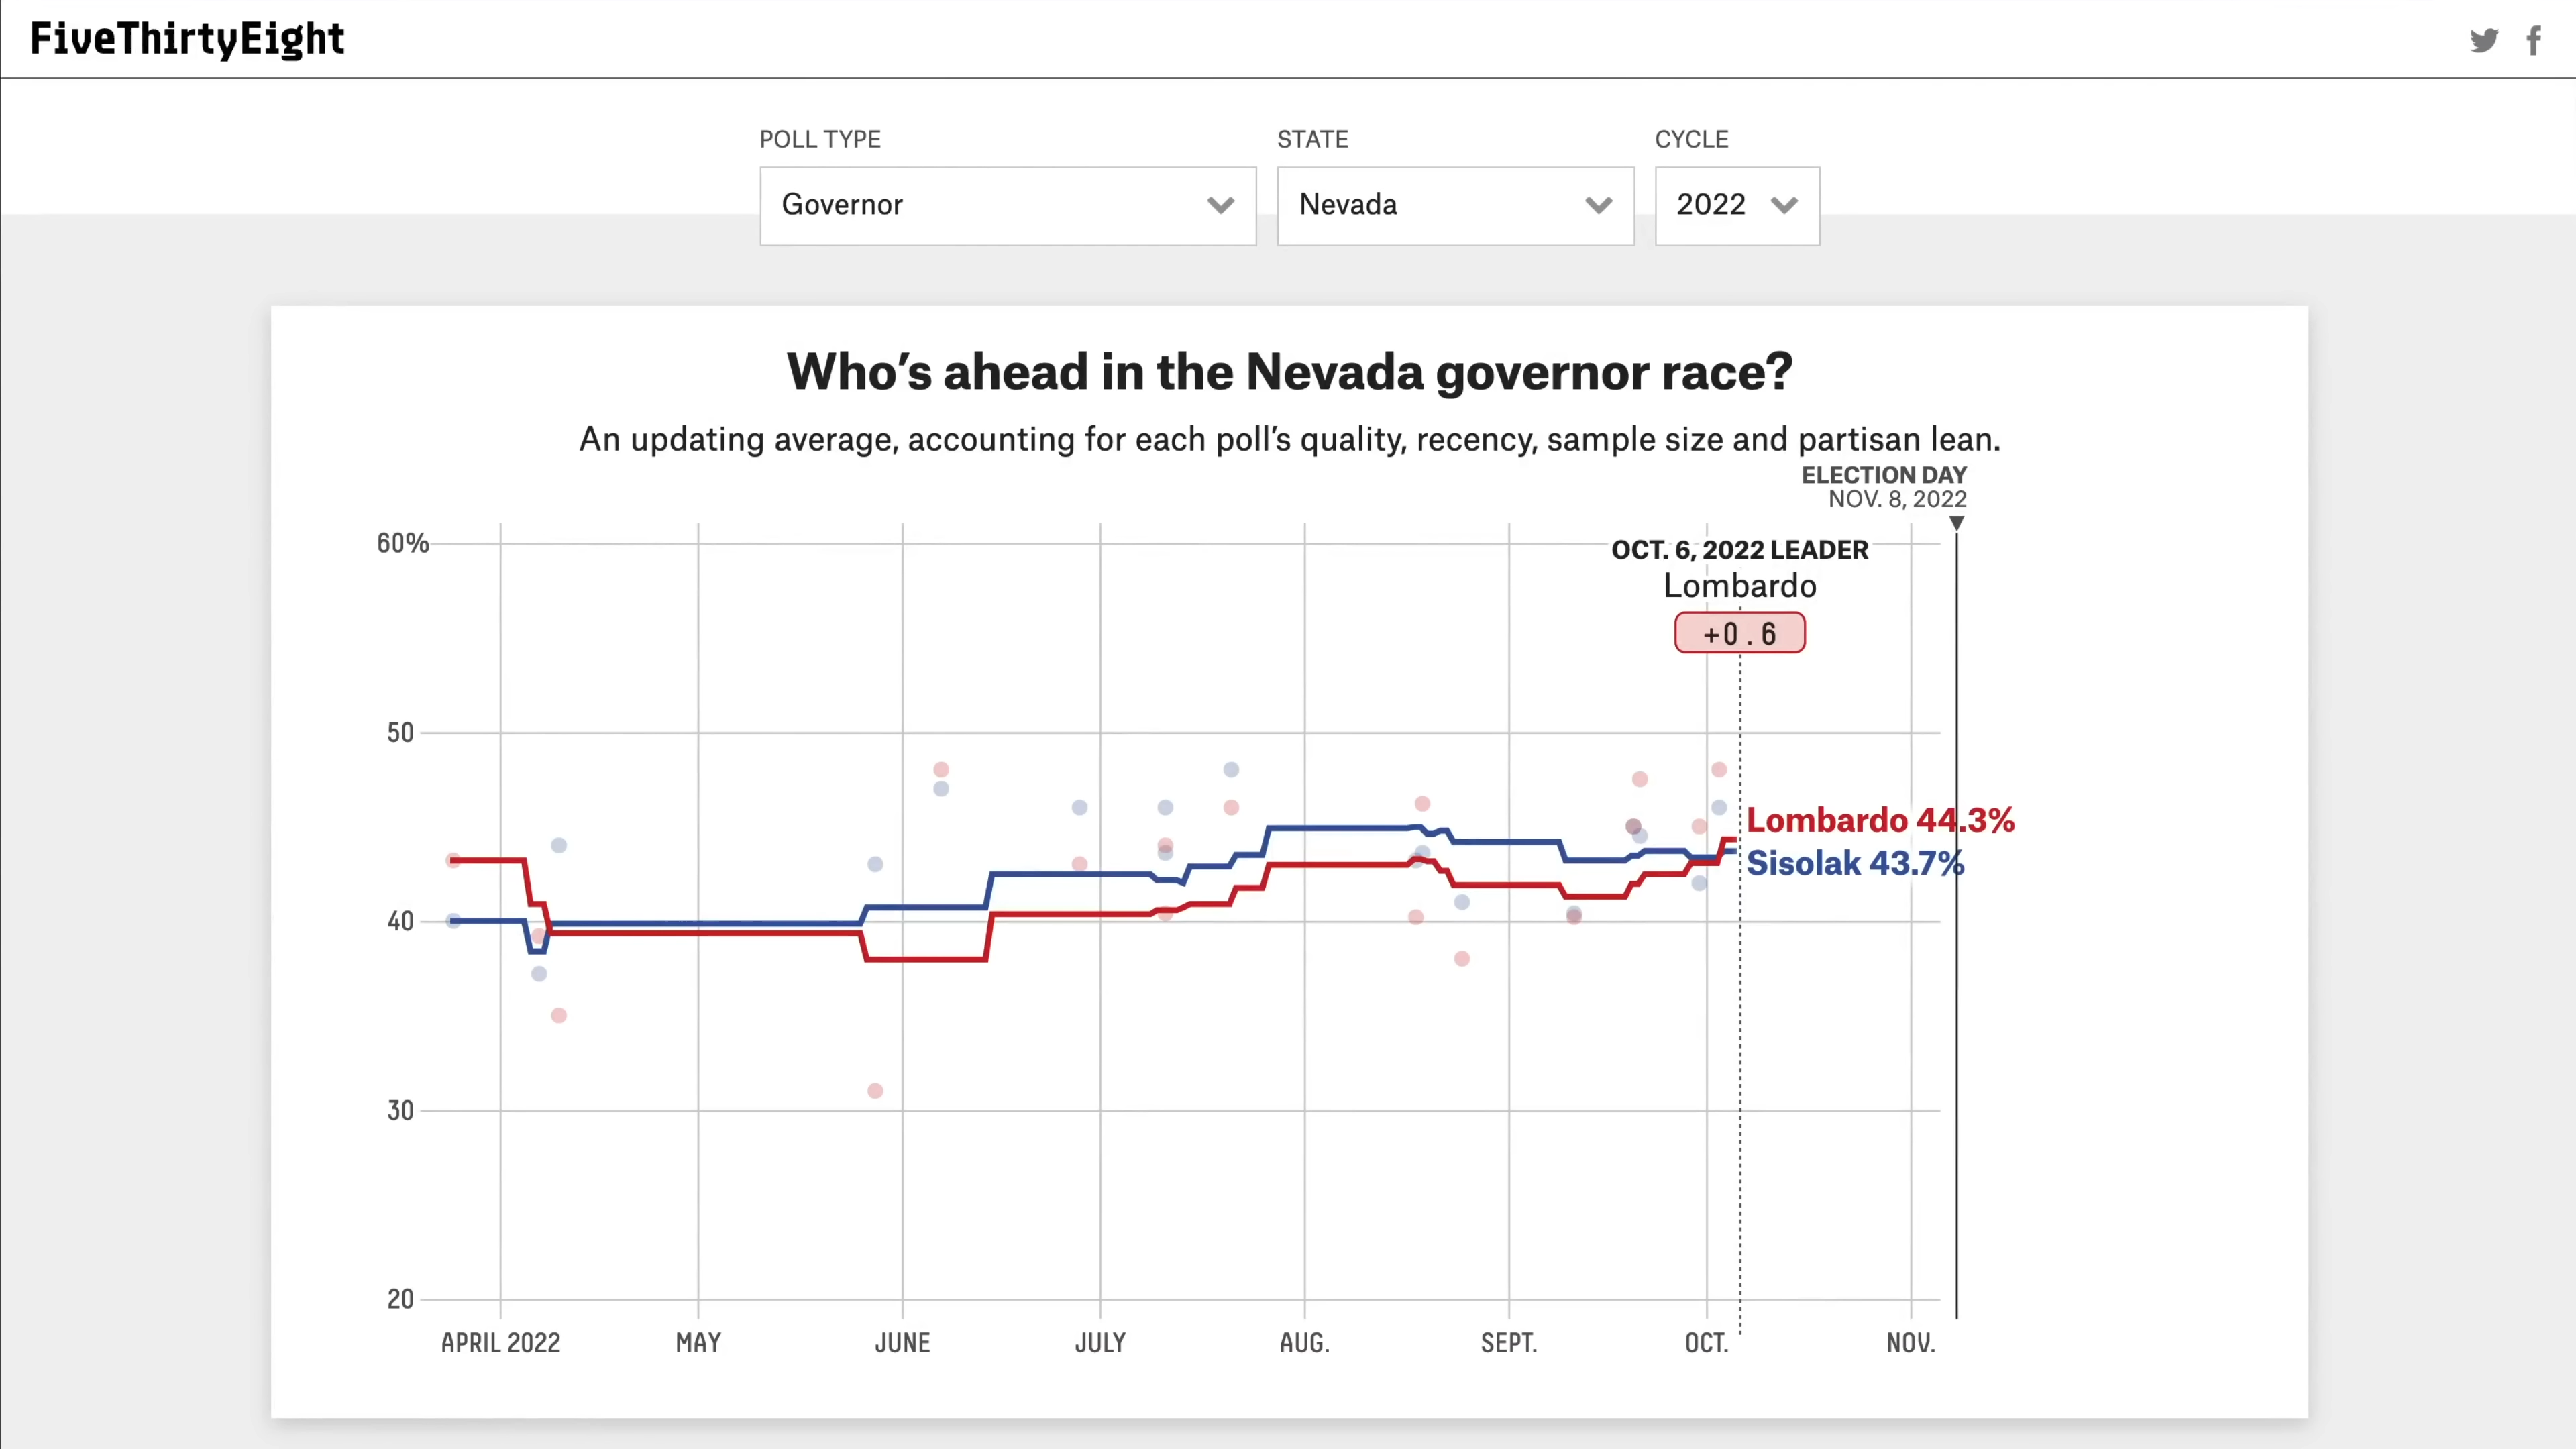 FiveThirtyEight
POLL TYPE
STATE
CYCLE
Governor
Nevada
2022
Who’s ahead in the Nevada governor race?
An updating average, accounting for each poll’s quality, recency, sample size and partisan lean.
ELECTION DAY
NOV. 8, 2022
60%
OCT. 6, 2022 LEADER
Lombardo
+0.6
50
Lombardo 44.3%
Sisolak 43.7%
40
30
20
APRIL 2022
MAY
JUNE
JULY
AUG.
SEPT.
OCT.
NOV.